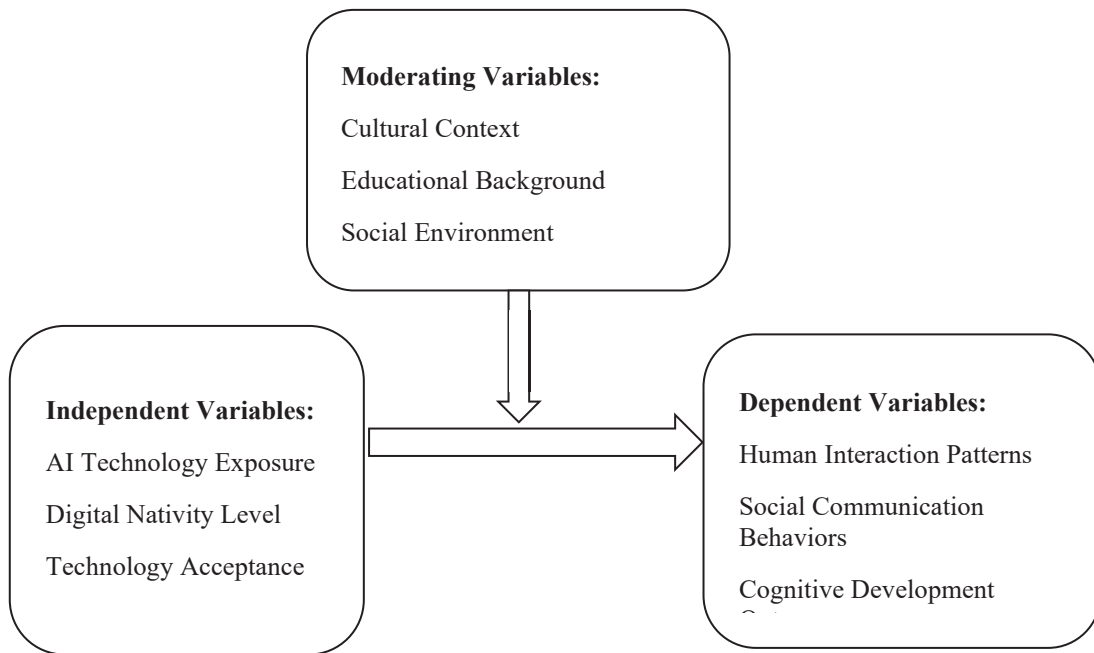 Moderating Variables:
Cultural Context
Educational Background
Social Environment
Independent Variables:
AI Technology Exposure
Digital Nativity Level
Technology Acceptance
Dependent Variables:
Human Interaction Patterns
Social Communication
Behaviors
Cognitive Development